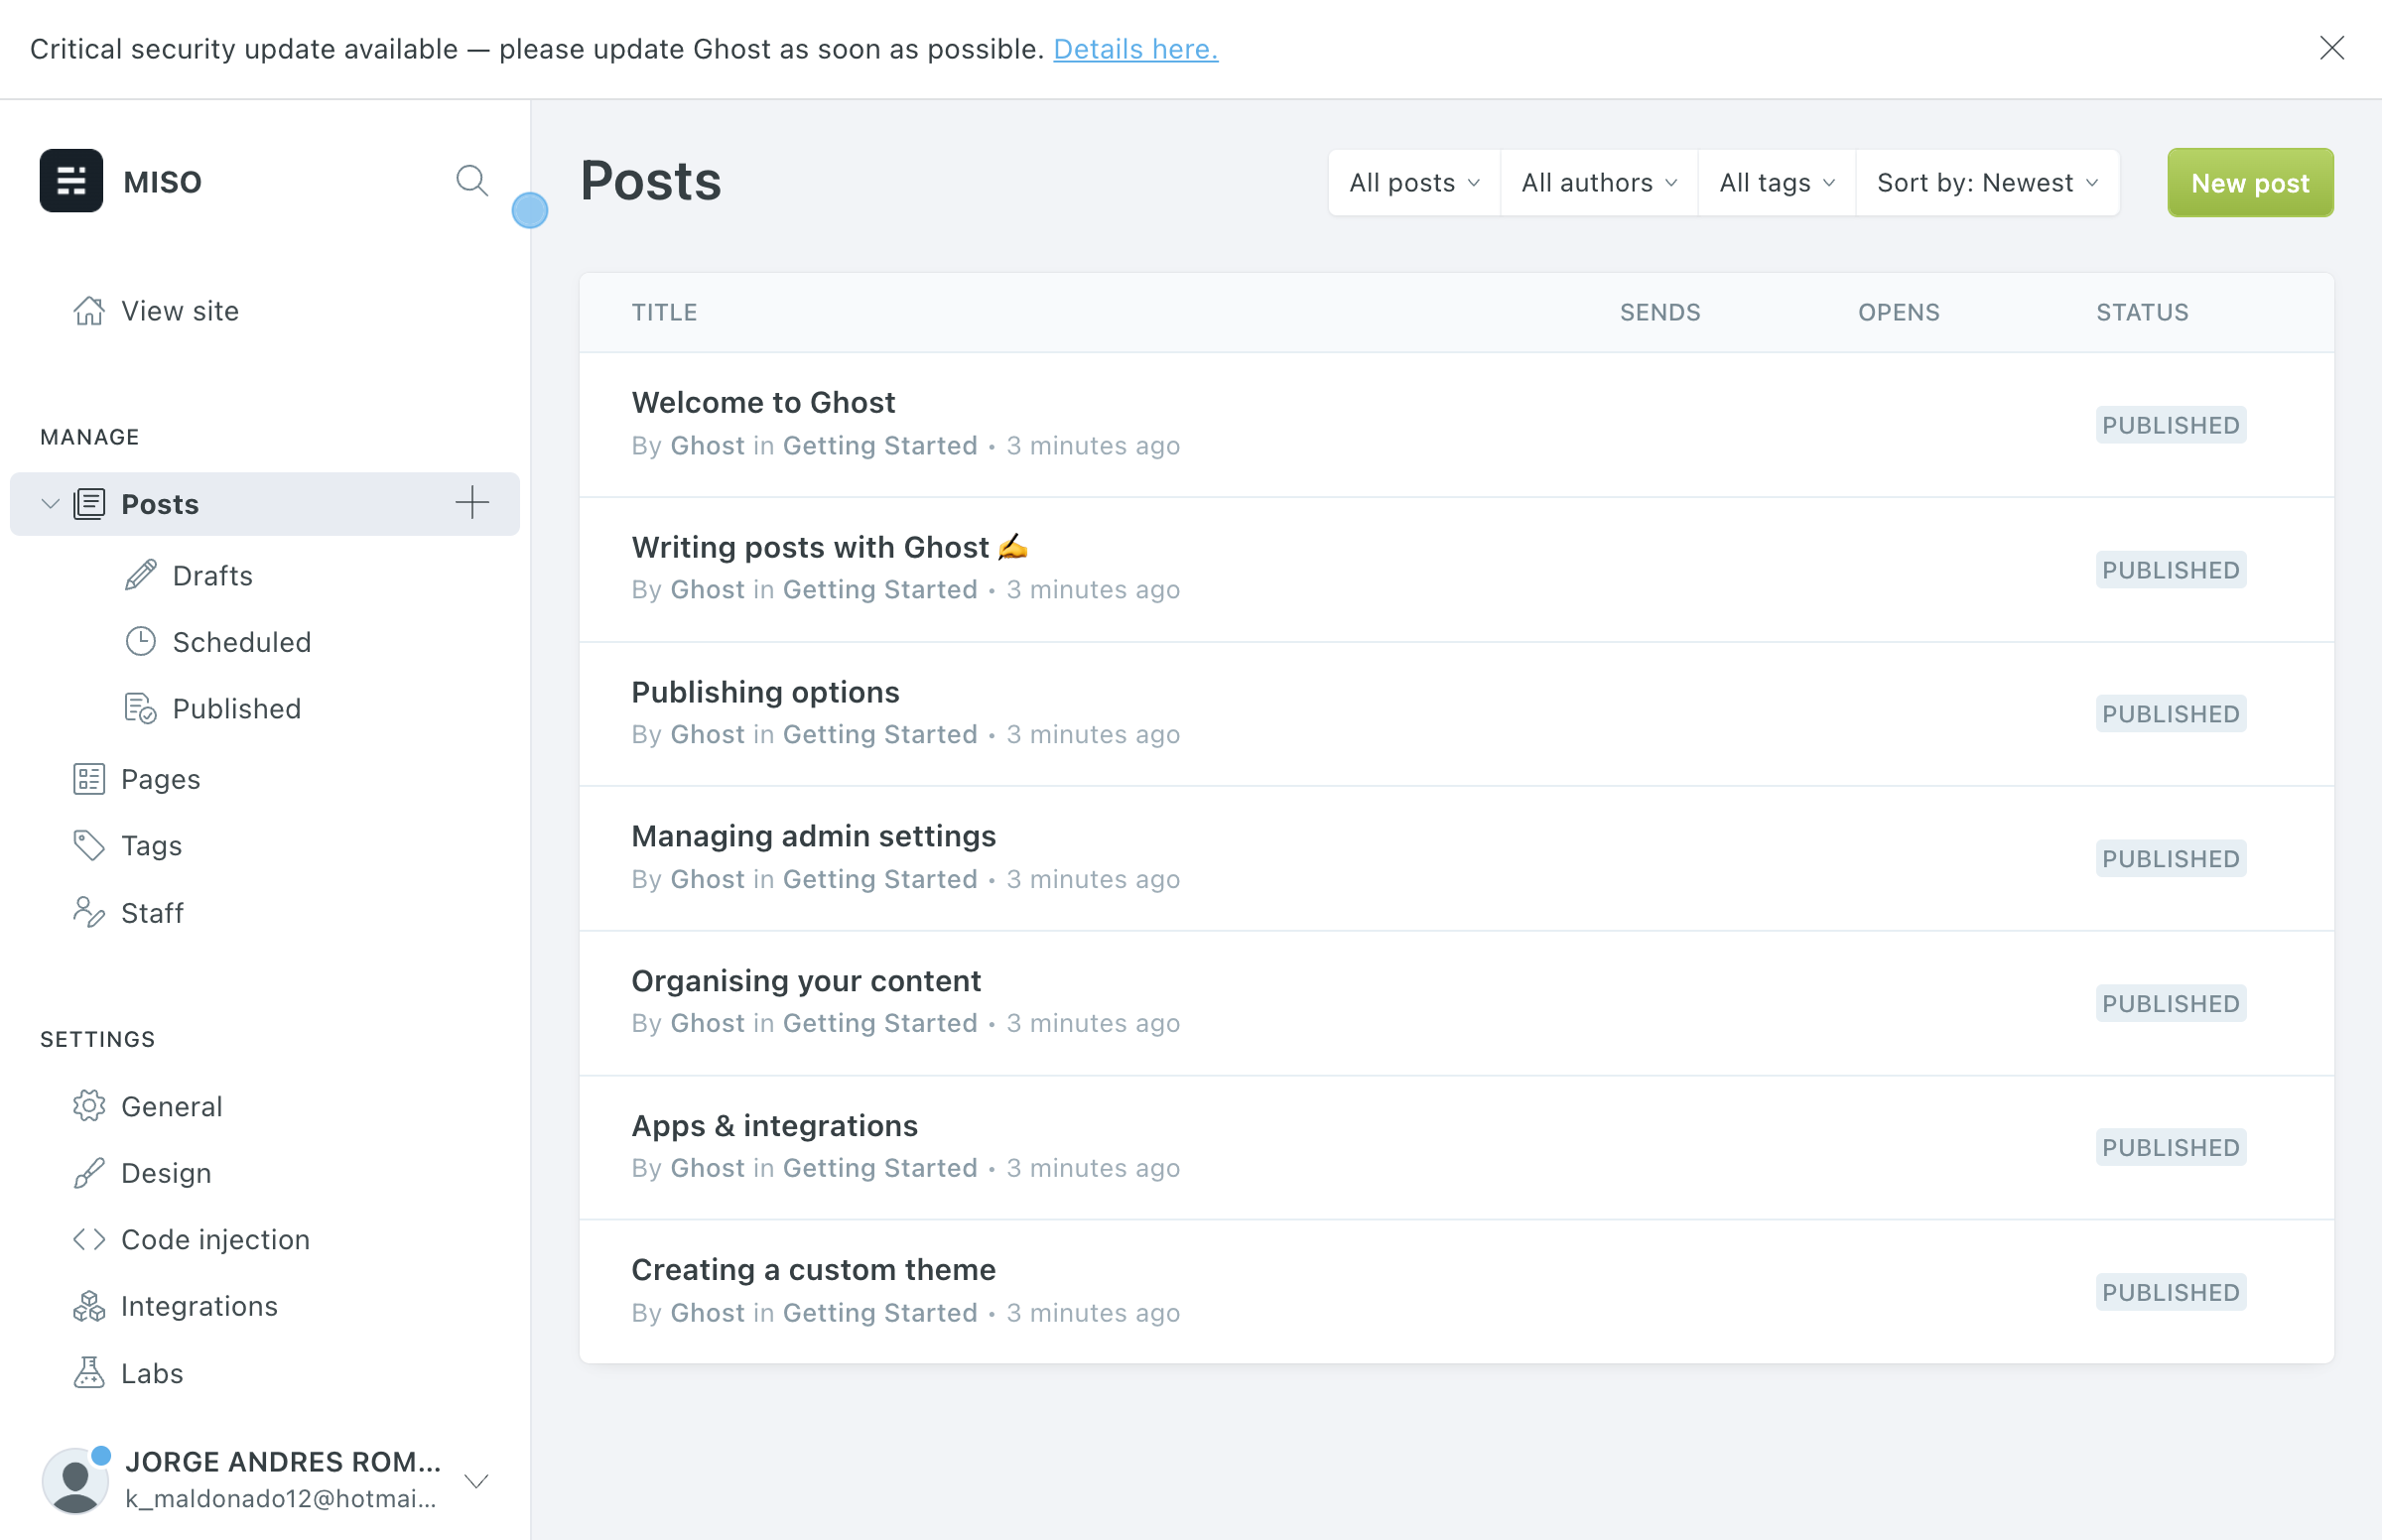 Critical security update available — please update Ghost as soon as possible. Details here.
MISO
View site
MANAGE
Posts
Drafts
Scheduled
Published
Pages
Tags
Staff
SETTINGS
General
Design
Code injection
Integrations
Labs
JORGE ANDRES ROM...
k_maldonado12@hotmai...
Posts
All posts
All authors
All tags
Sort by: Newest
New post
TITLE SENDS OPENS STATUS
Welcome to Ghost
By Ghost in Getting Started • 3 minutes ago
PUBLISHED
Writing posts with Ghost ✍️
By Ghost in Getting Started • 3 minutes ago
PUBLISHED
Publishing options
By Ghost in Getting Started • 3 minutes ago
PUBLISHED
Managing admin settings
By Ghost in Getting Started • 3 minutes ago
PUBLISHED
Organising your content
By Ghost in Getting Started • 3 minutes ago
PUBLISHED
Apps & integrations
By Ghost in Getting Started • 3 minutes ago
PUBLISHED
Creating a custom theme
By Ghost in Getting Started • 3 minutes ago
PUBLISHED